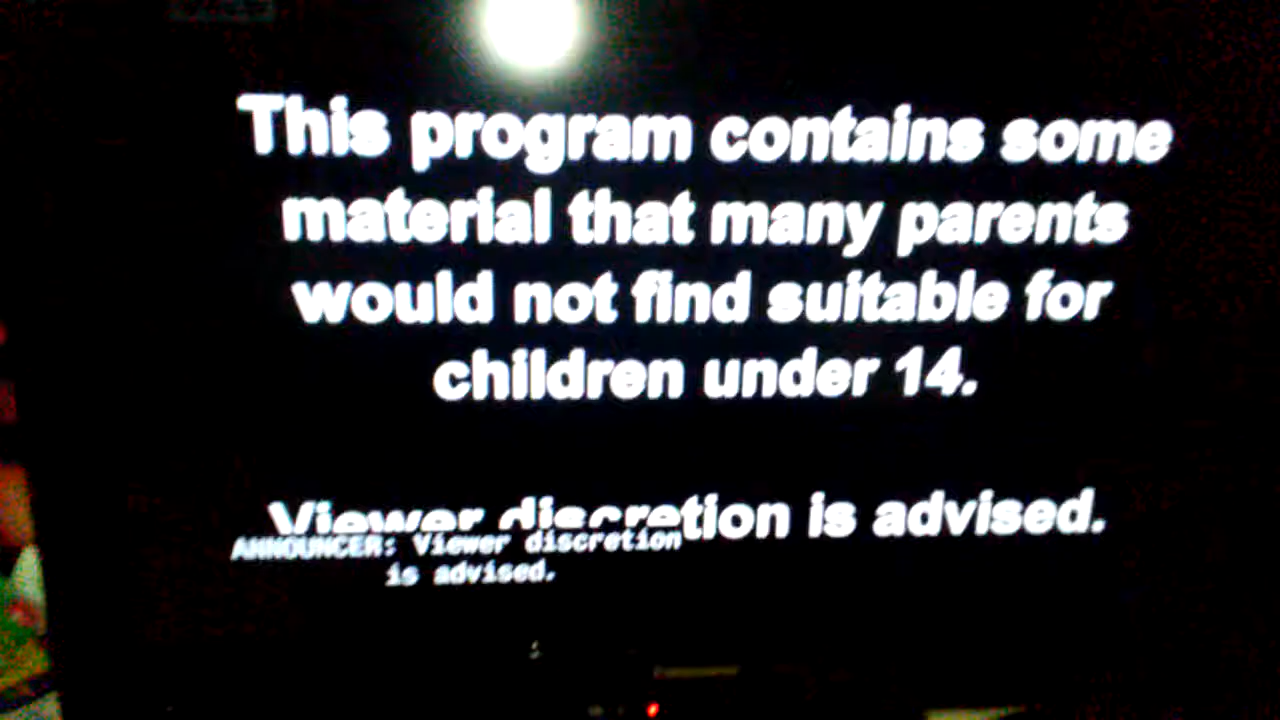 This program contains some
material that many parents
would not find suitable for
children under 14.
Viewer discretion is advised.
ANNOUNCER: Viewer discretion
is advised.